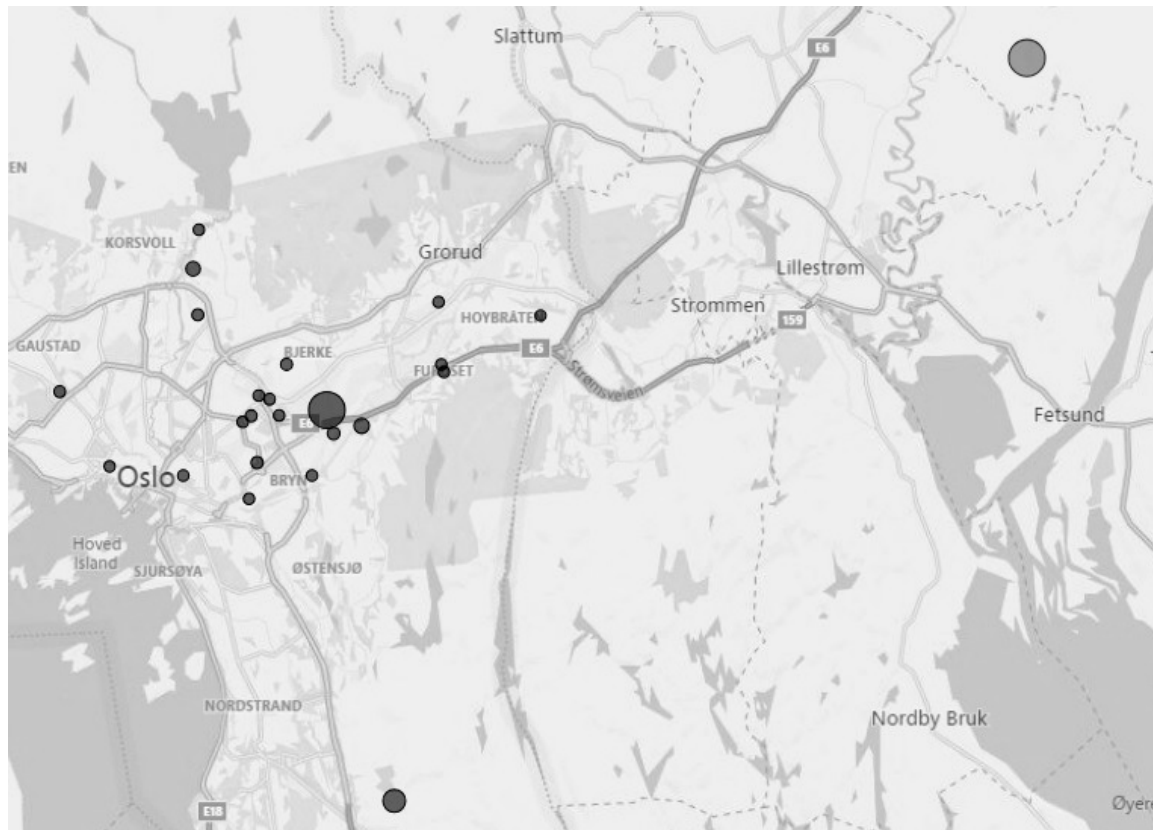 Slattum
E6
EN
KORSVOLL
Grorud
Lillestrøm
Strommen
HOYBRÅTEN
159
GAUSTAD
BJERKE
E6
FURUSET
Strømsveien
E6
Fetsund
Oslo
BRYN
Hoved
Island
SJURSØYA
ØSTENSJØ
NORDSTRAND
Nordby Bruk
E18
Øyere